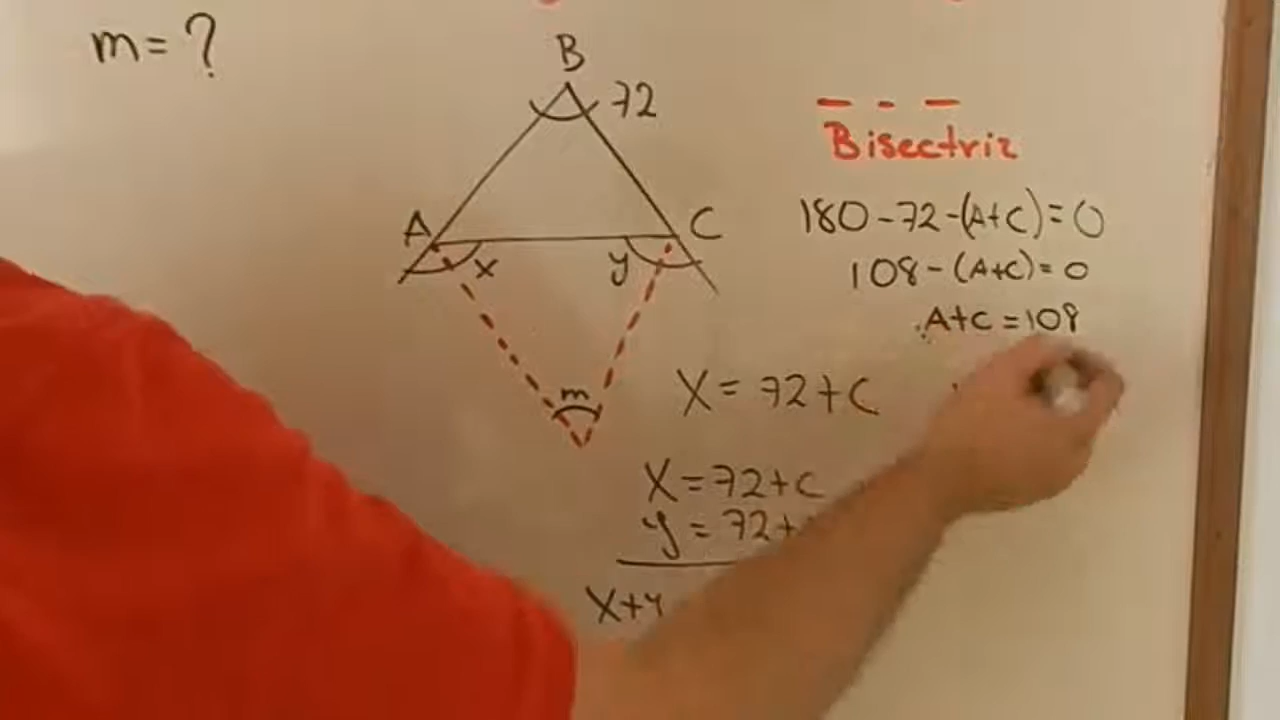 m = ?
B
72
A
C
x
y
m
Bisectriz
180-72-(A+C)=0
108-(A+C)=0
A+C=108
X=72+C
X=72+C
y=72+
X+y